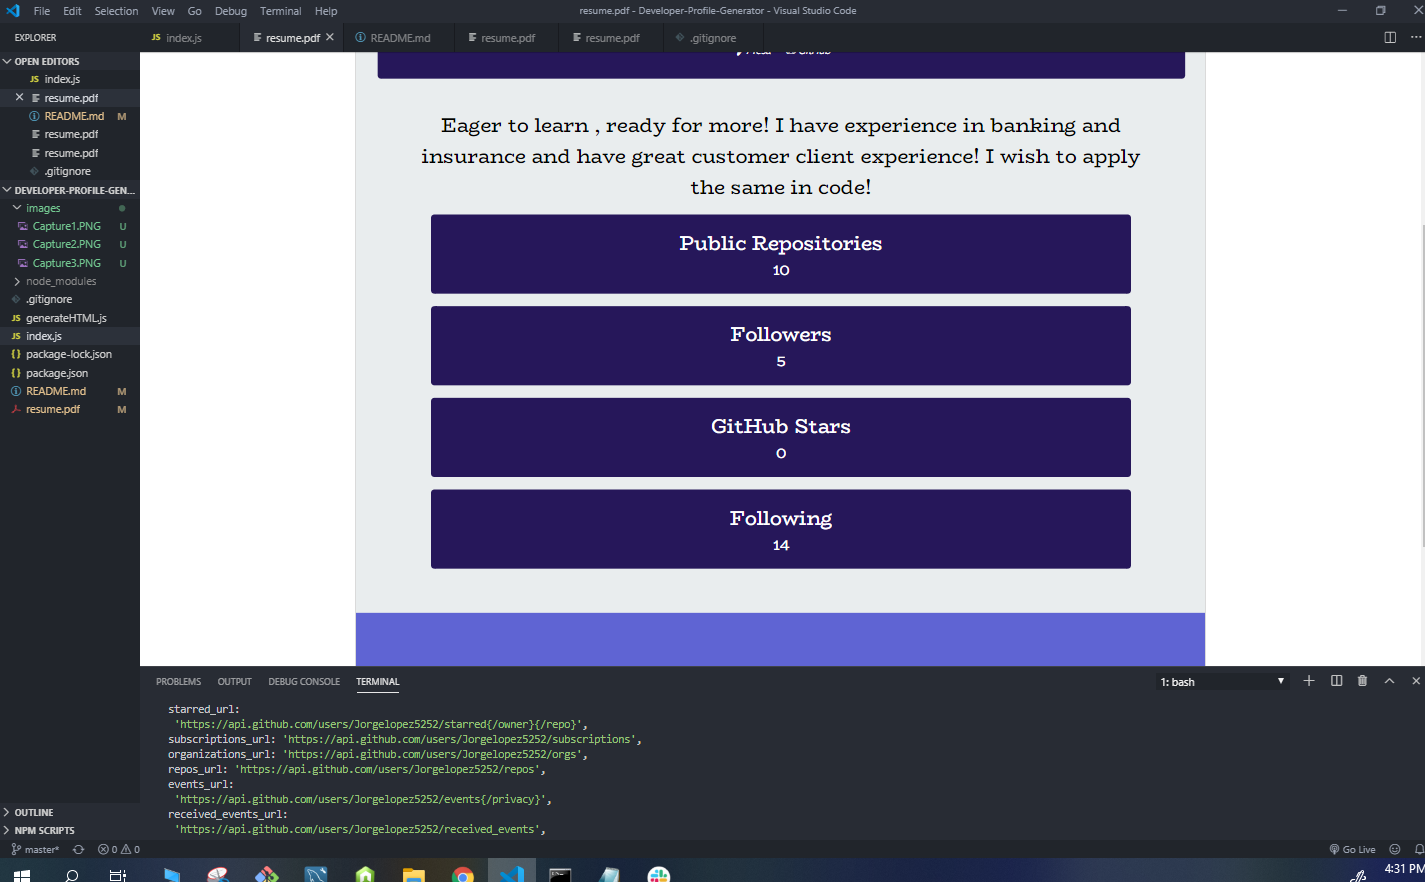 File Edit Selection View Go Debug Terminal Help
resume.pdf - Developer-Profile-Generator - Visual Studio Code
EXPLORER
JS index.js
resume.pdf
README.md
resume.pdf
resume.pdf
.gitignore
OPEN EDITORS
JS index.js
resume.pdf
README.md M
resume.pdf
resume.pdf
.gitignore
DEVELOPER-PROFILE-GEN...
images
Capture1.PNG U
Capture2.PNG U
Capture3.PNG U
node_modules
.gitignore
JS generateHTML.js
JS index.js
{} package-lock.json
{} package.json
README.md M
resume.pdf M
OUTLINE
NPM SCRIPTS
GitHub
Eager to learn , ready for more! I have experience in banking and
insurance and have great customer client experience! I wish to apply
the same in code!
Public Repositories
10
Followers
5
GitHub Stars
0
Following
14
PROBLEMS OUTPUT DEBUG CONSOLE TERMINAL
1: bash
starred_url:
'https://api.github.com/users/Jorgelopez5252/starred{/owner}{/repo}',
subscriptions_url: 'https://api.github.com/users/Jorgelopez5252/subscriptions',
organizations_url: 'https://api.github.com/users/Jorgelopez5252/orgs',
repos_url: 'https://api.github.com/users/Jorgelopez5252/repos',
events_url:
'https://api.github.com/users/Jorgelopez5252/events{/privacy}',
received_events_url:
'https://api.github.com/users/Jorgelopez5252/received_events',
master* 0 0
Go Live
4:31 PM